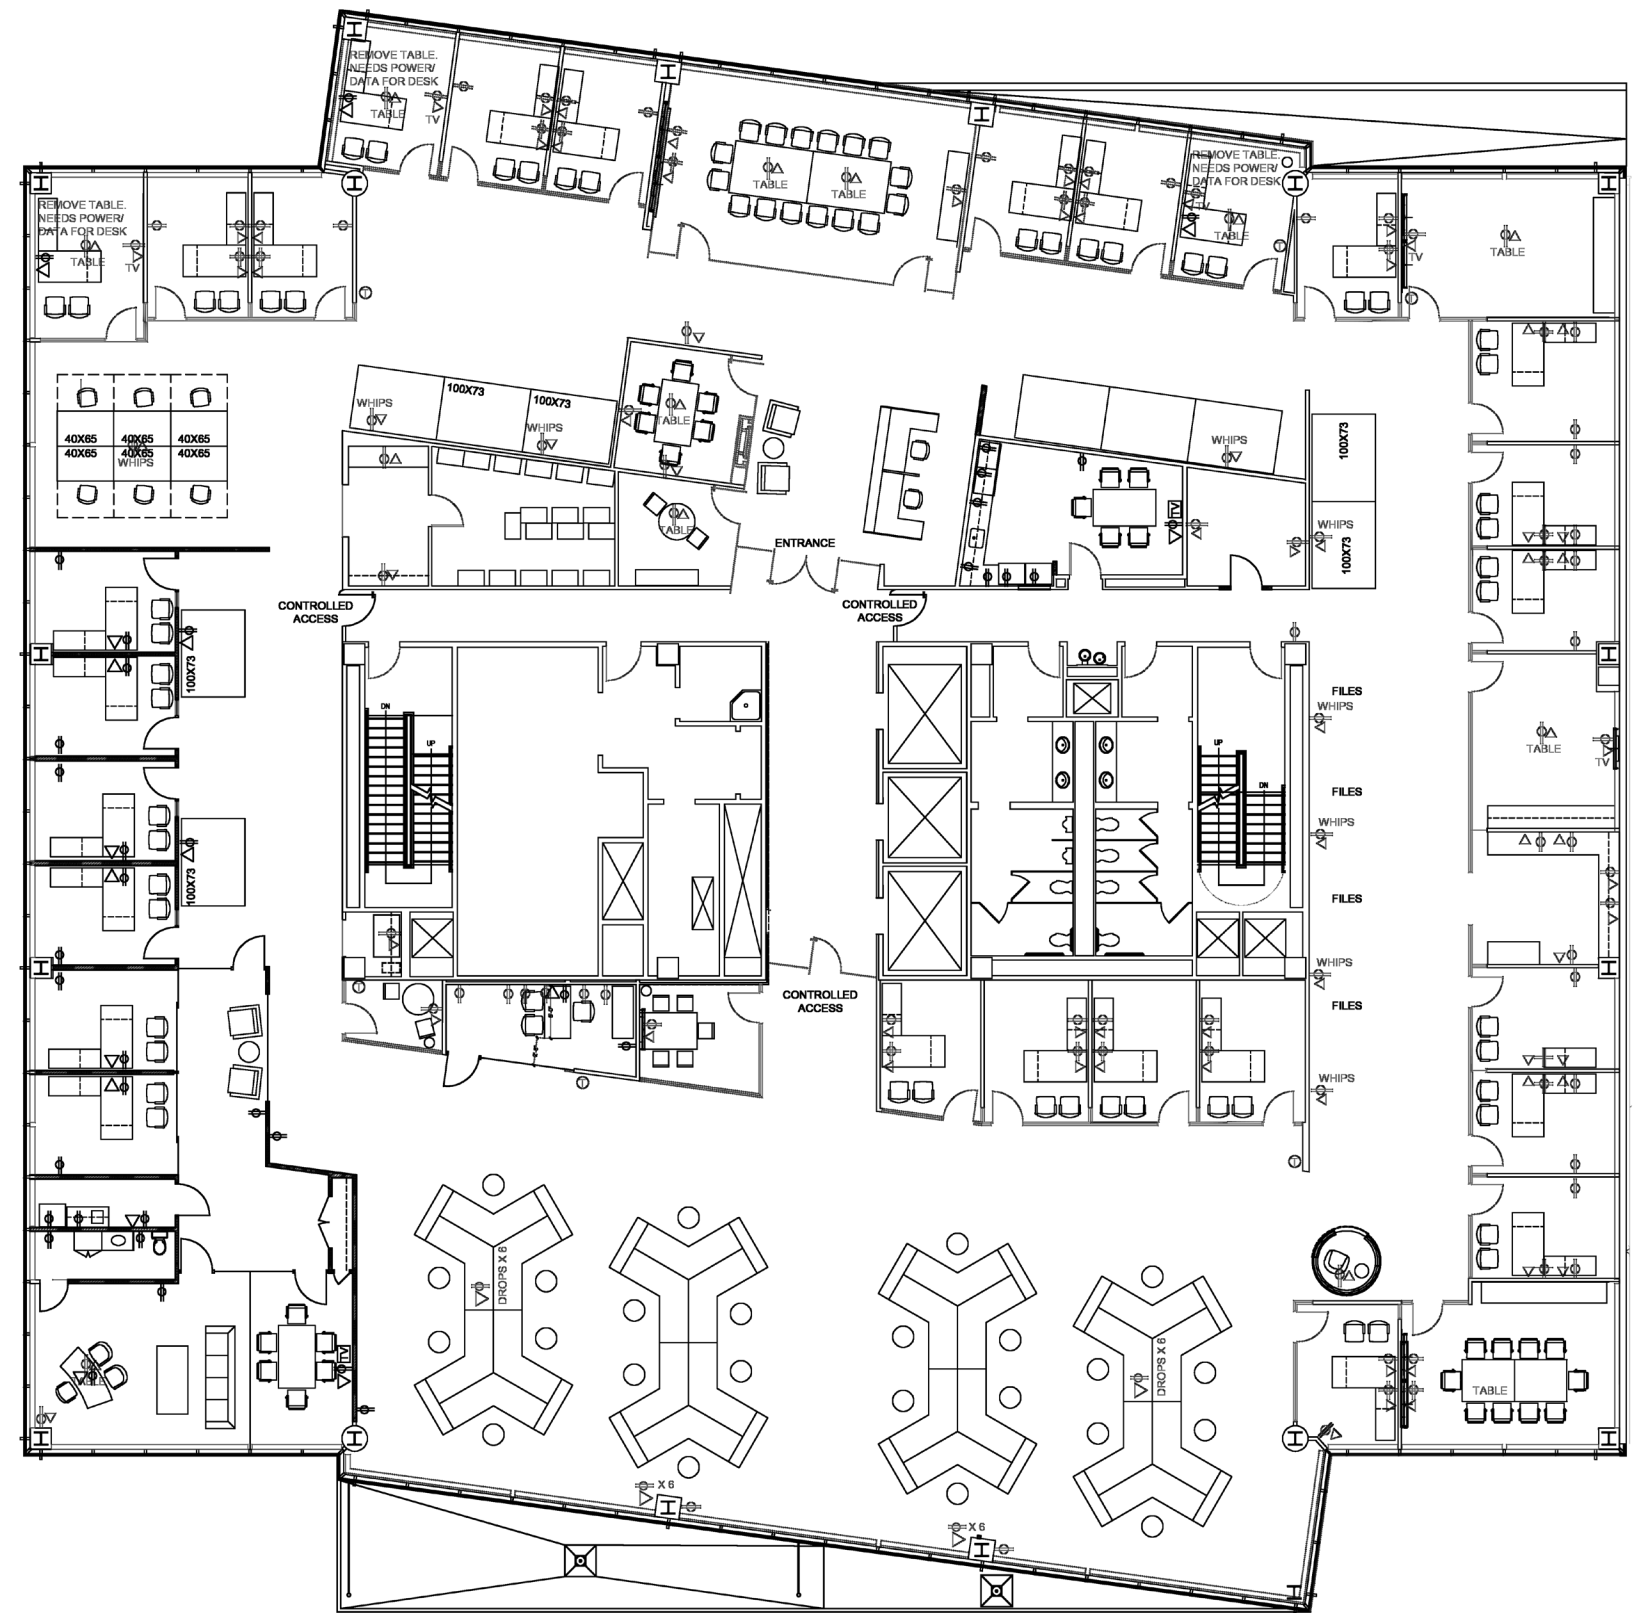 REMOVE TABLE.
NEEDS POWER/
DATA FOR DESK
TABLE
TV
TABLE
TABLE
REMOVE TABLE.
NEEDS POWER/
DATA FOR DESK
TV
TABLE
REMOVE TABLE.
NEEDS POWER/
DATA FOR DESK
TABLE
TV
TV
TABLE
WHIPS
100X73
100X73
WHIPS
TABLE
WHIPS
100X73
WHIPS
100X73
40X65 40X65 40X65
40X65 40X65 40X65
WHIPS
TABLE
TV
ENTRANCE
CONTROLLED
ACCESS
CONTROLLED
ACCESS
100X73
100X73
DN
UP
UP
DN
FILES
WHIPS
TABLE
TV
FILES
WHIPS
FILES
WHIPS
FILES
WHIPS
CONTROLLED
ACCESS
DROPS X 6
DROPS X 6
TABLE
TV
TABLE
X 6
X 6